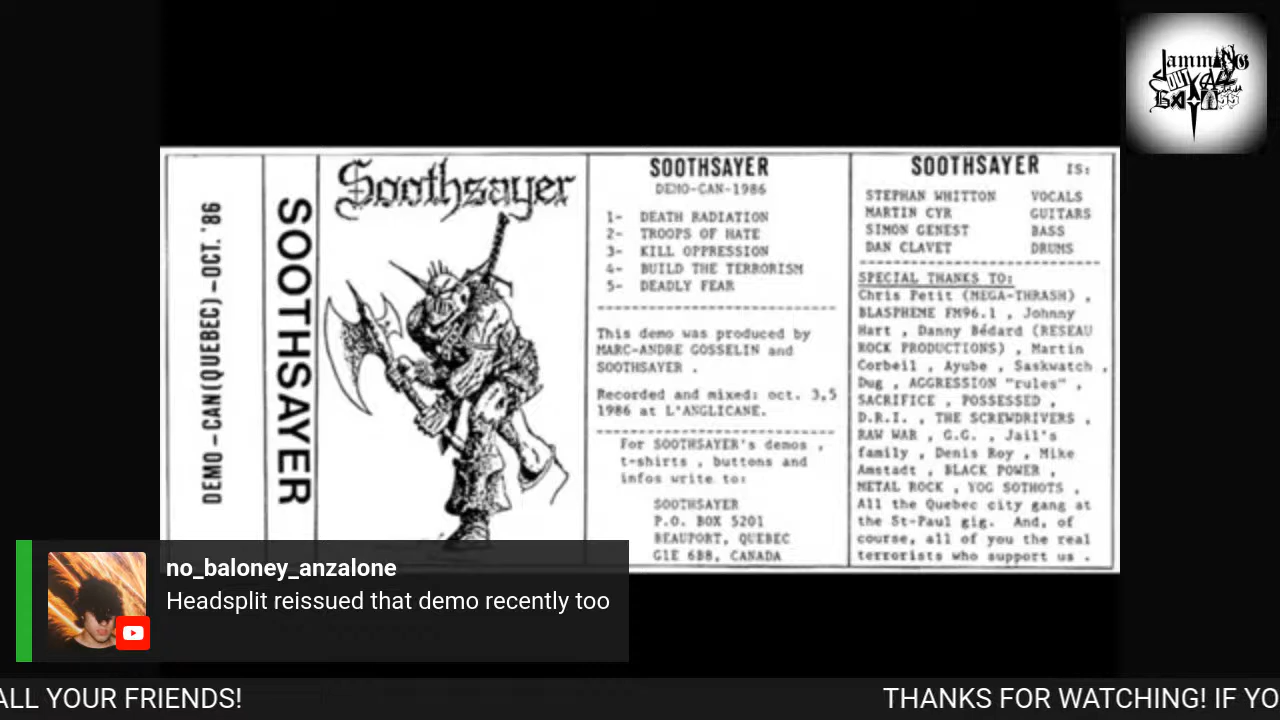 Jamming
OUT
KALL
BANDS
DEMO-CAN(QUEBEC)-OCT. '86
SOOTHSAYER
Soothsayer
SOOTHSAYER
DEMO-CAN-1986
1- DEATH RADIATION
2- TROOPS OF HATE
3- KILL OPPRESSION
4- BUILD THE TERRORISM
5- DEADLY FEAR
This demo was produced by
MARC-ANDRE GOSSELIN and
SOOTHSAYER .
Recorded and mixed: oct. 3,5
1986 at L'ANGLICANE.
For SOOTHSAYER's demos ,
t-shirts , buttons and
infos write to:
SOOTHSAYER
P.O. BOX 5201
BEAUPORT, QUEBEC
G1E 6B8, CANADA
SOOTHSAYER IS:
STEPHAN WHITTON VOCALS
MARTIN CYR GUITARS
SIMON GENEST BASS
DAN CLAVET DRUMS
SPECIAL THANKS TO:
Chris Petit (MEGA-THRASH) ,
BLASPHEME FM96.1 , Johnny
Hart , Danny Bédard (RESEAU
ROCK PRODUCTIONS) , Martin
Corbeil , Ayube , Saskwatch ,
Dug , AGGRESSION "rules" ,
SACRIFICE , POSSESSED ,
D.R.I. , THE SCREWDRIVERS ,
RAW WAR , G.G. , Jail's
family , Denis Roy , Mike
Amstadt , BLACK POWER ,
METAL ROCK , YOG SOTHOTS ,
All the Quebec city gang at
the St-Paul gig. And, of
course, all of you the real
terrorists who support us .
no_baloney_anzalone
Headsplit reissued that demo recently too
ALL YOUR FRIENDS! THANKS FOR WATCHING! IF YO